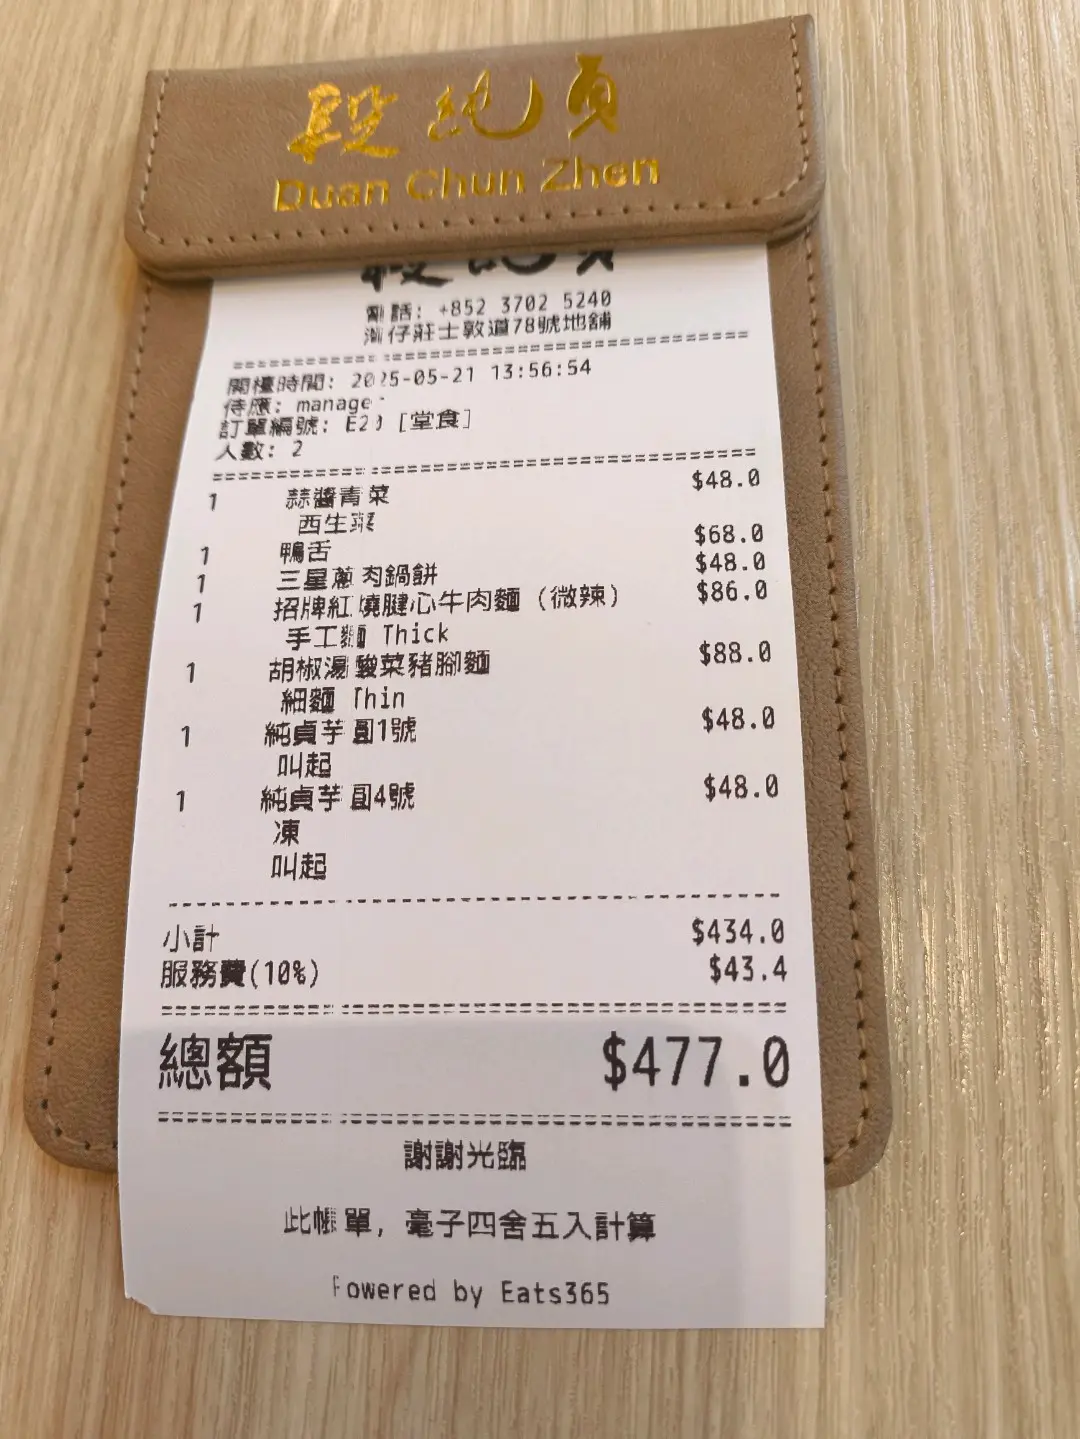 段純貞
Duan Chun Zhen
電話: +852 3702 5240
灣仔莊士敦道78號地舖
開檯時間: 2025-05-21 13:56:54
侍應: manager
訂單編號: E20 [堂食]
人數: 2
1 蒜醬青菜 $48.0
西生菜
1 鴨舌 $68.0
1 三星蔥肉鍋餅 $48.0
1 招牌紅燒腱心牛肉麵 (微辣) $86.0
手工麵 Thick
1 胡椒湯酸菜豬腳麵 $88.0
細麵 Thin
1 純貞芋圓1號 $48.0
叫起
1 純貞芋圓4號 $48.0
凍
叫起
小計 $434.0
服務費(10%) $43.4
總額 $477.0
謝謝光臨
此帳單, 毫子四舍五入計算
Powered by Eats365